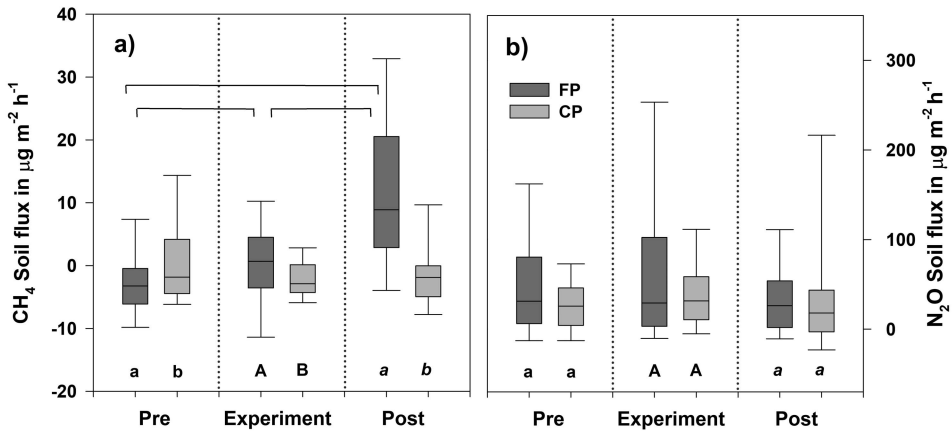 a)
CH4 Soil flux in µg m-2 h-1
40
30
20
10
0
-10
-20
a b A B a b
Pre Experiment Post
b)
FP
CP
a a A A a a
Pre Experiment Post
300
200
100
0
N2O Soil flux in µg m-2 h-1